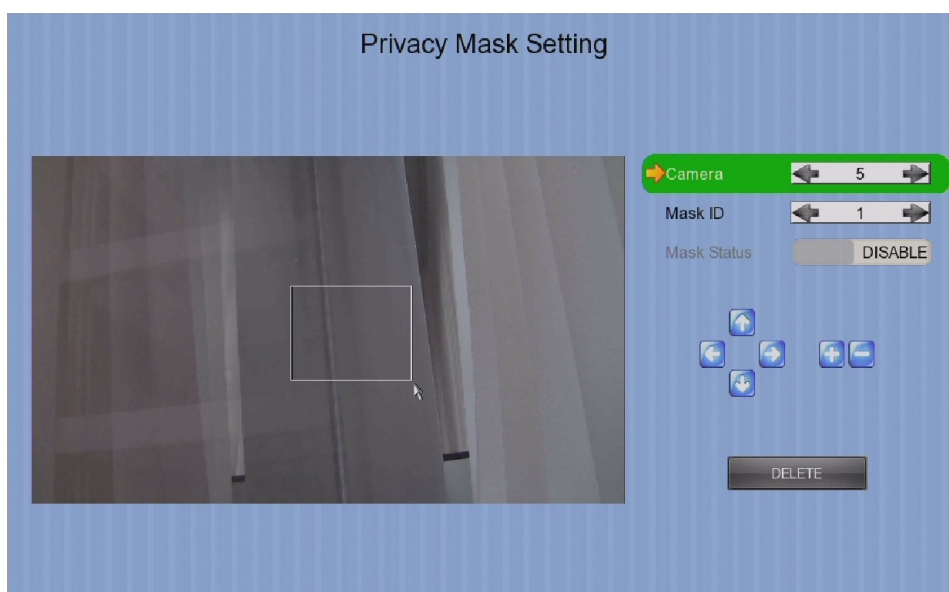 Privacy Mask Setting
Camera 5
Mask ID 1
Mask Status DISABLE
DELETE